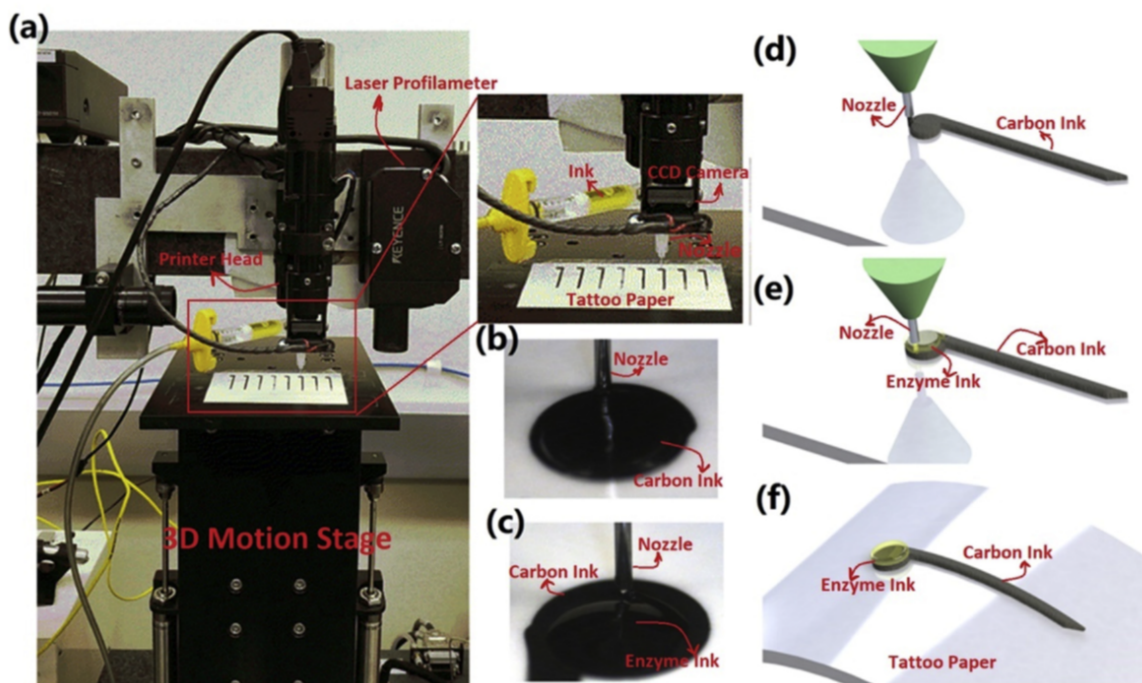 (a)
Laser Profilameter
Printer Head
KEYENCE
3D Motion Stage
Ink
CCD Camera
Nozzle
Tattoo Paper
(b)
Nozzle
Carbon Ink
(c)
Nozzle
Carbon Ink
Enzyme Ink
(d)
Nozzle
Carbon Ink
(e)
Nozzle
Carbon Ink
Enzyme Ink
(f)
Carbon Ink
Enzyme Ink
Tattoo Paper